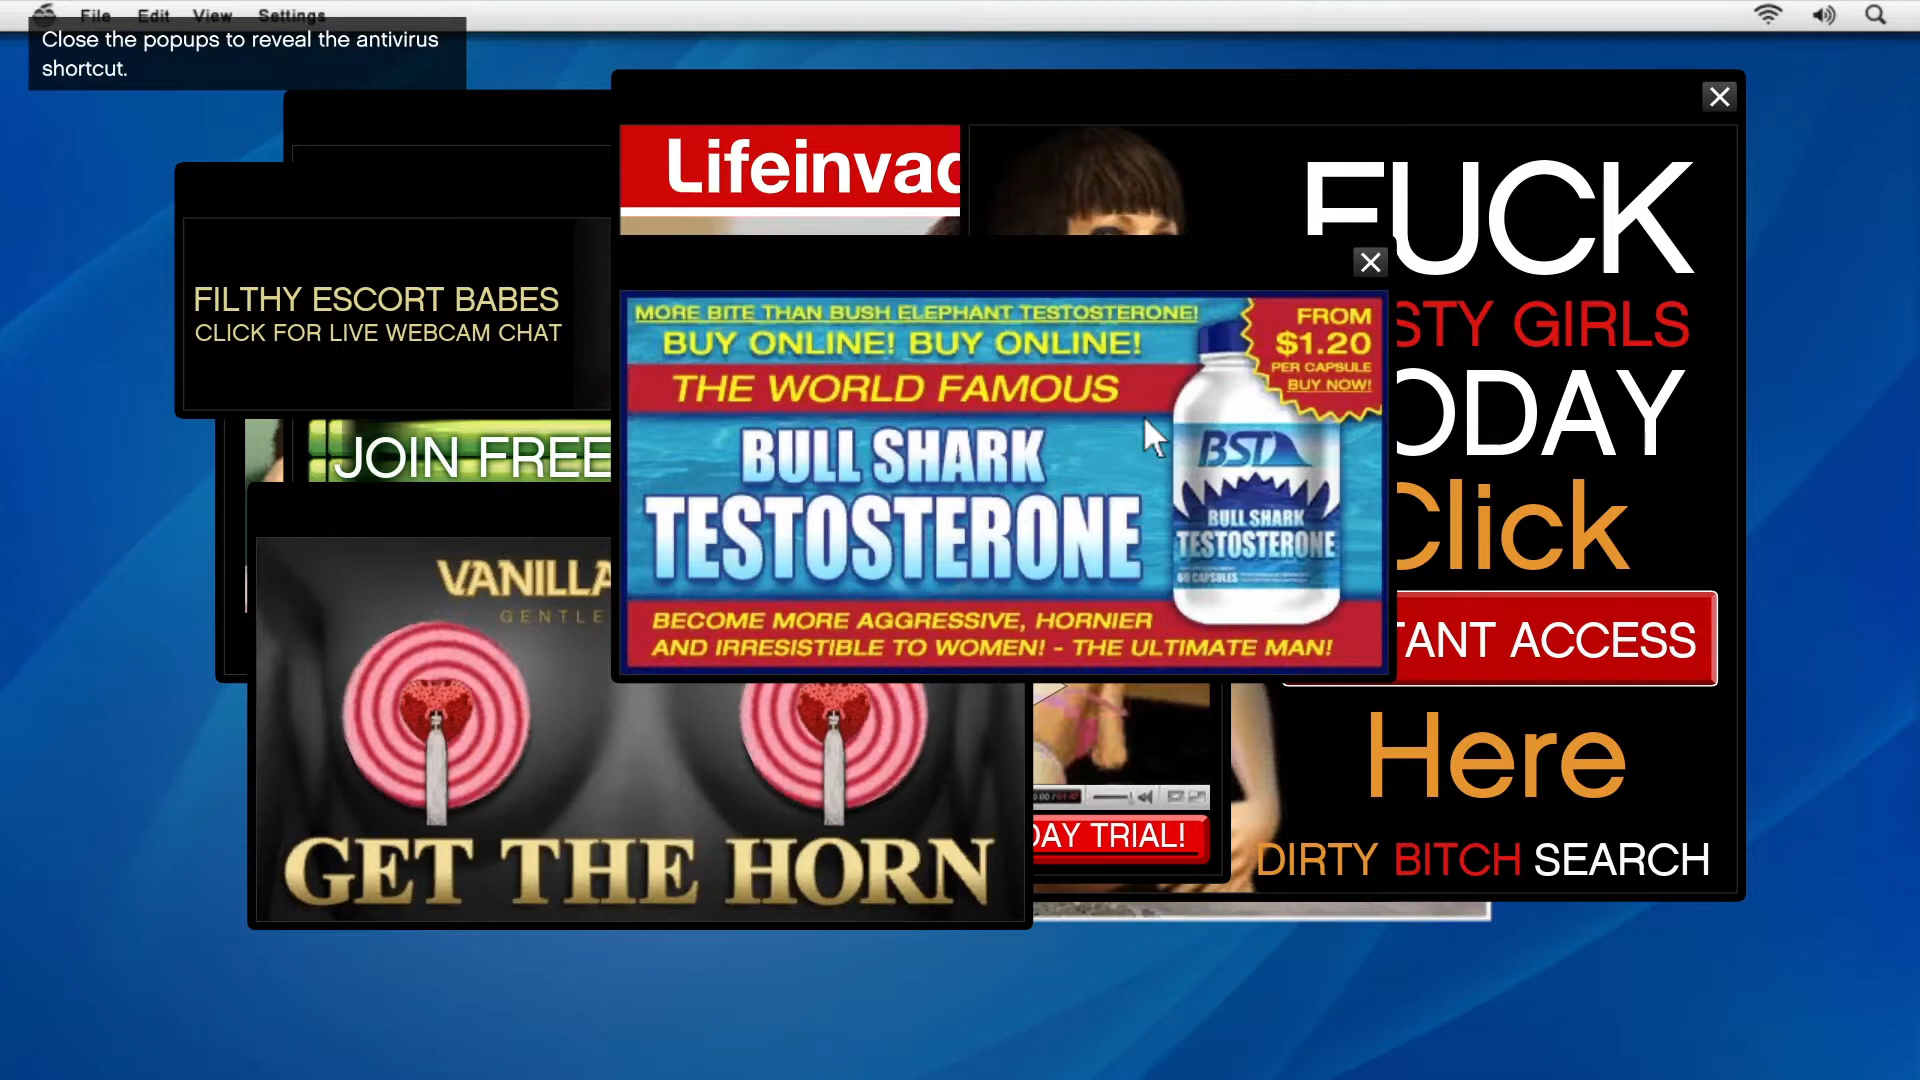 File Edit View Settings
Close the popups to reveal the antivirus
shortcut.
Lifeinvad
FUCK
STY GIRLS
ODAY
Click
TANT ACCESS
Here
DIRTY BITCH SEARCH
FILTHY ESCORT BABES
CLICK FOR LIVE WEBCAM CHAT
JOIN FREE
MORE BITE THAN BUSH ELEPHANT TESTOSTERONE!
BUY ONLINE! BUY ONLINE!
THE WORLD FAMOUS
BULL SHARK
TESTOSTERONE
BECOME MORE AGGRESSIVE, HORNIER
AND IRRESISTIBLE TO WOMEN! - THE ULTIMATE MAN!
FROM
$1.20
PER CAPSULE
BUY NOW!
BST
BULL SHARK
TESTOSTERONE
VANILLA
GENTLE
GET THE HORN
DAY TRIAL!